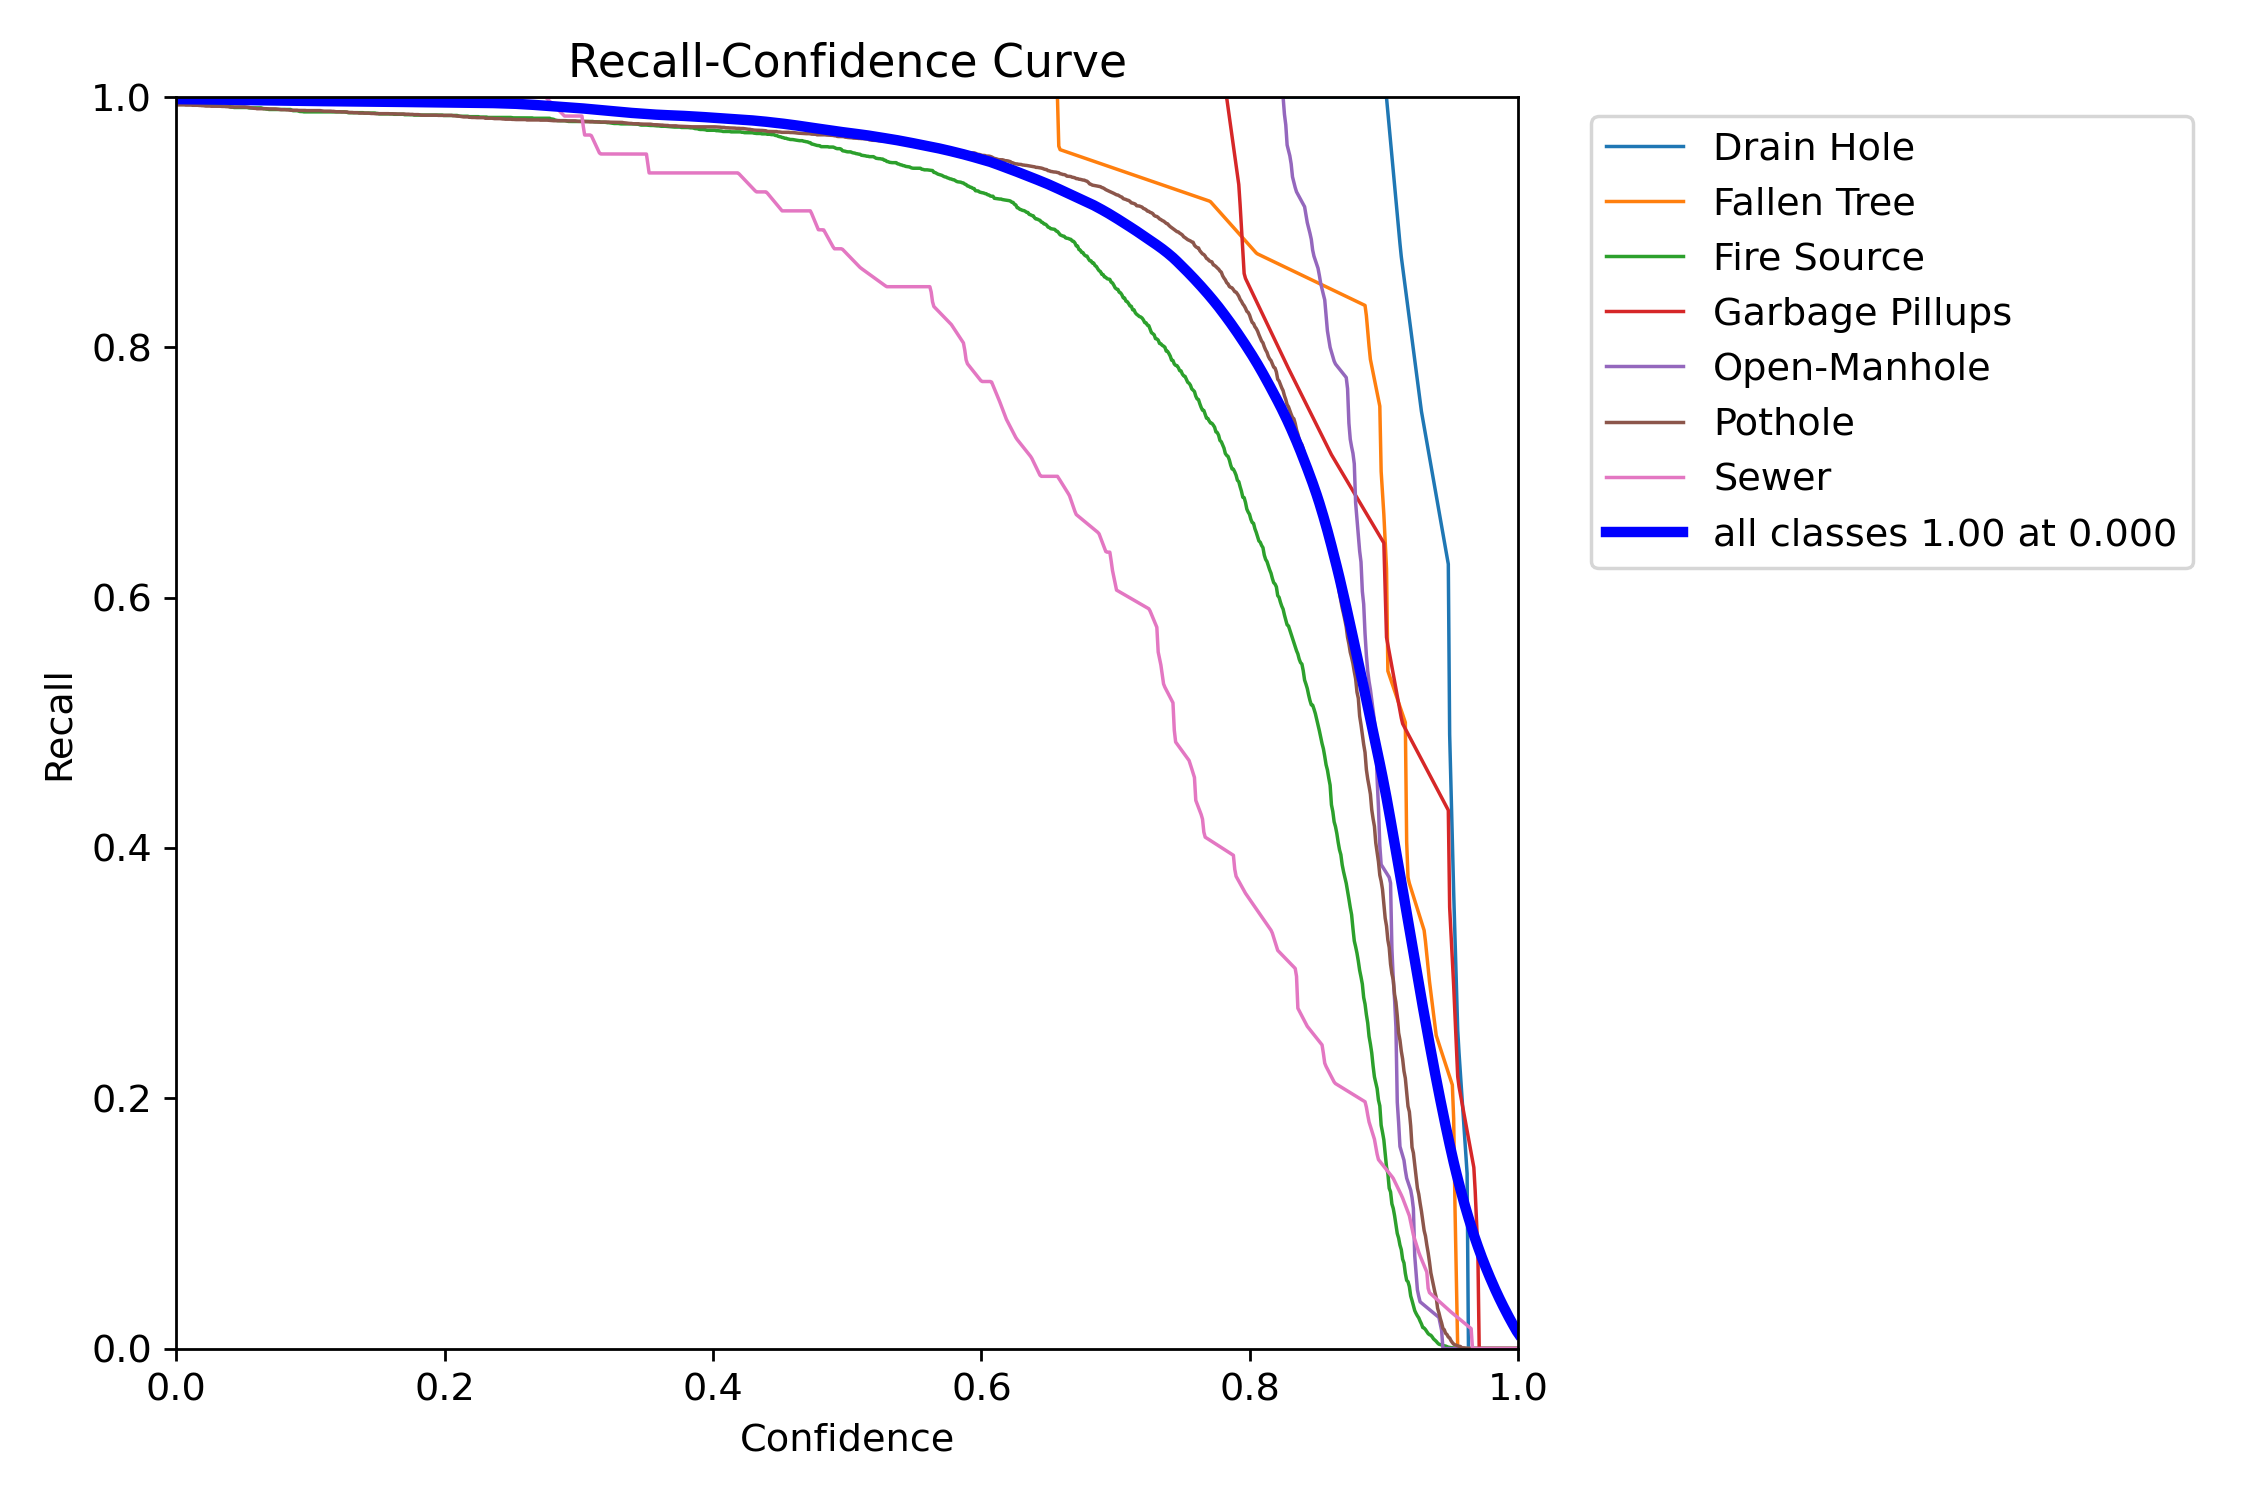 Recall-Confidence Curve
1.0
0.8
0.6
0.4
0.2
0.0
Recall
0.0 0.2 0.4 0.6 0.8 1.0
Confidence
Drain Hole
Fallen Tree
Fire Source
Garbage Pillups
Open-Manhole
Pothole
Sewer
all classes 1.00 at 0.000